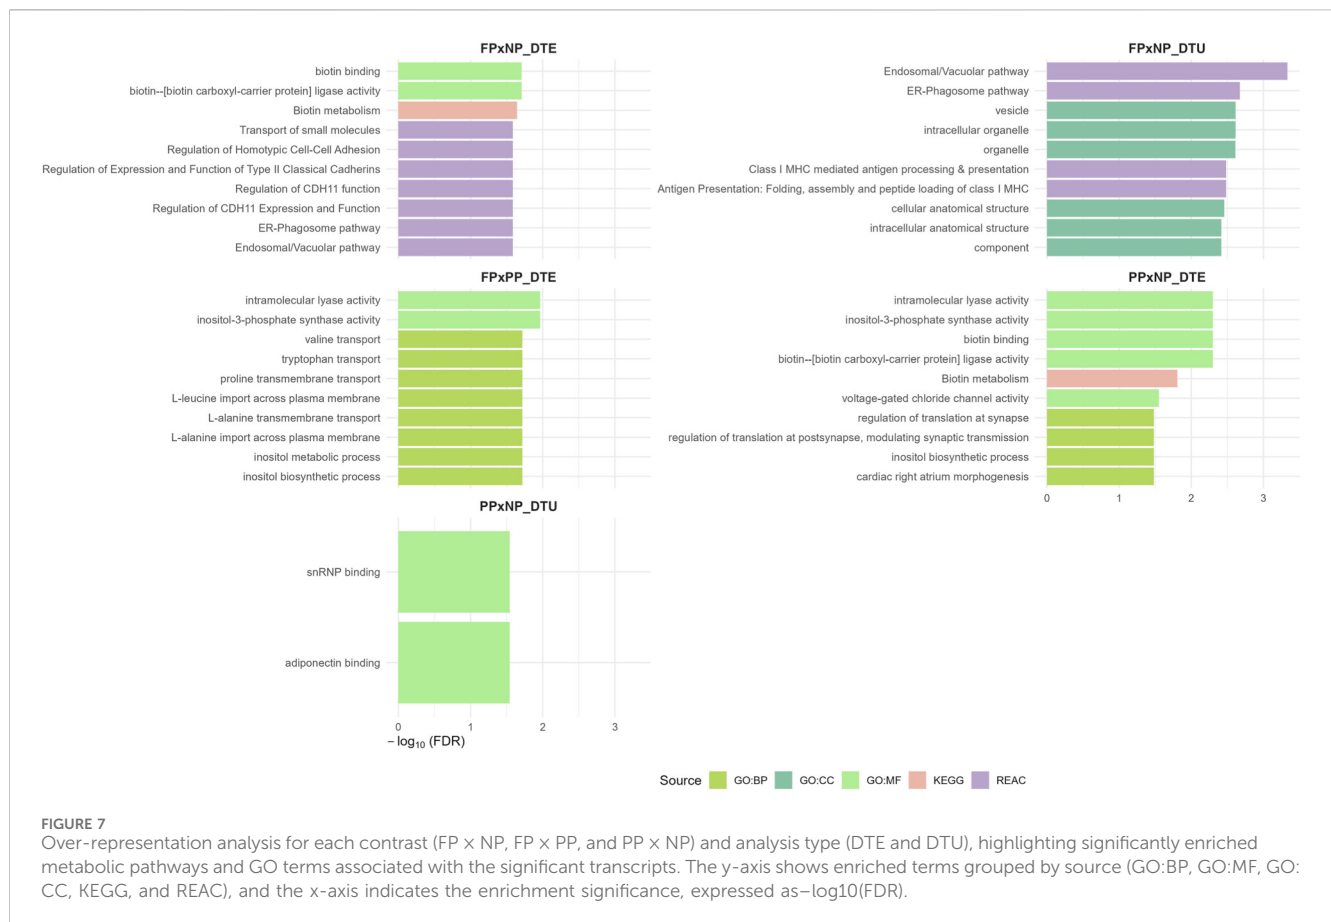 FPxNP_DTE
biotin binding
biotin--[biotin carboxyl-carrier protein] ligase activity
Biotin metabolism
Transport of small molecules
Regulation of Homotypic Cell-Cell Adhesion
Regulation of Expression and Function of Type II Classical Cadherins
Regulation of CDH11 function
Regulation of CDH11 Expression and Function
ER-Phagosome pathway
Endosomal/Vacuolar pathway
FPxNP_DTU
Endosomal/Vacuolar pathway
ER-Phagosome pathway
vesicle
intracellular organelle
organelle
Class I MHC mediated antigen processing & presentation
Antigen Presentation: Folding, assembly and peptide loading of class I MHC
cellular anatomical structure
intracellular anatomical structure
component
FPxPP_DTE
intramolecular lyase activity
inositol-3-phosphate synthase activity
valine transport
tryptophan transport
proline transmembrane transport
L-leucine import across plasma membrane
L-alanine transmembrane transport
L-alanine import across plasma membrane
inositol metabolic process
inositol biosynthetic process
PPxNP_DTE
intramolecular lyase activity
inositol-3-phosphate synthase activity
biotin binding
biotin--[biotin carboxyl-carrier protein] ligase activity
Biotin metabolism
voltage-gated chloride channel activity
regulation of translation at synapse
regulation of translation at postsynapse, modulating synaptic transmission
inositol biosynthetic process
cardiac right atrium morphogenesis
0 1 2 3
PPxNP_DTU
snRNP binding
adiponectin binding
0 1 2 3
−log10 (FDR)
Source GO:BP GO:CC GO:MF KEGG REAC
FIGURE 7
Over-representation analysis for each contrast (FP × NP, FP × PP, and PP × NP) and analysis type (DTE and DTU), highlighting significantly enriched
metabolic pathways and GO terms associated with the significant transcripts. The y-axis shows enriched terms grouped by source (GO:BP, GO:MF, GO:
CC, KEGG, and REAC), and the x-axis indicates the enrichment significance, expressed as−log10(FDR).